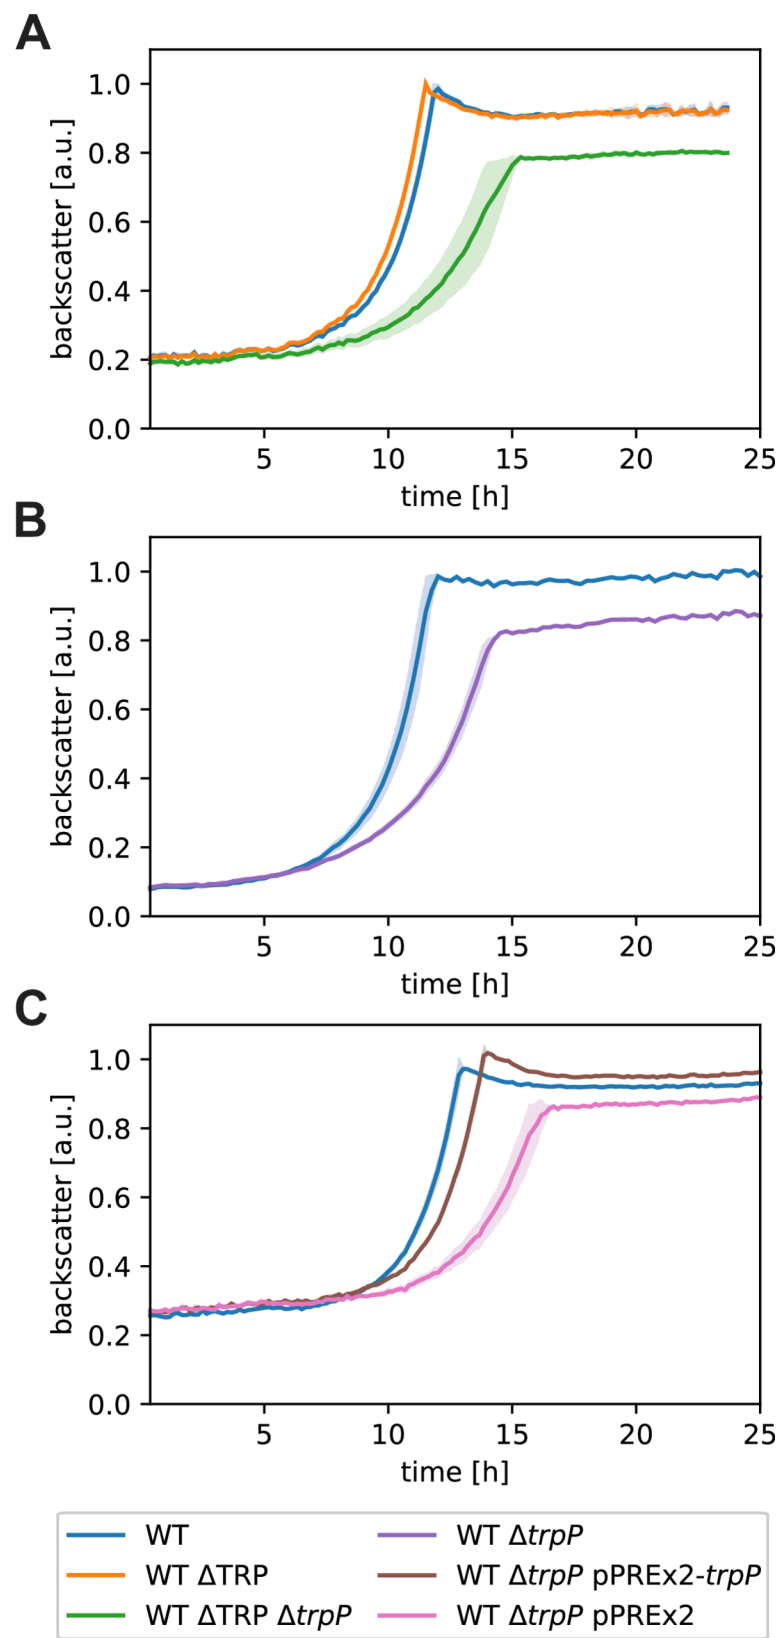 A
backscatter [a.u.]
1.0
0.8
0.6
0.4
0.2
0.0
5 10 15 20 25
time [h]
B
backscatter [a.u.]
1.0
0.8
0.6
0.4
0.2
0.0
5 10 15 20 25
time [h]
C
backscatter [a.u.]
1.0
0.8
0.6
0.4
0.2
0.0
5 10 15 20 25
time [h]
WT
WT ΔTRP
WT ΔTRP ΔtrpP
WT ΔtrpP
WT ΔtrpP pPREx2-trpP
WT ΔtrpP pPREx2